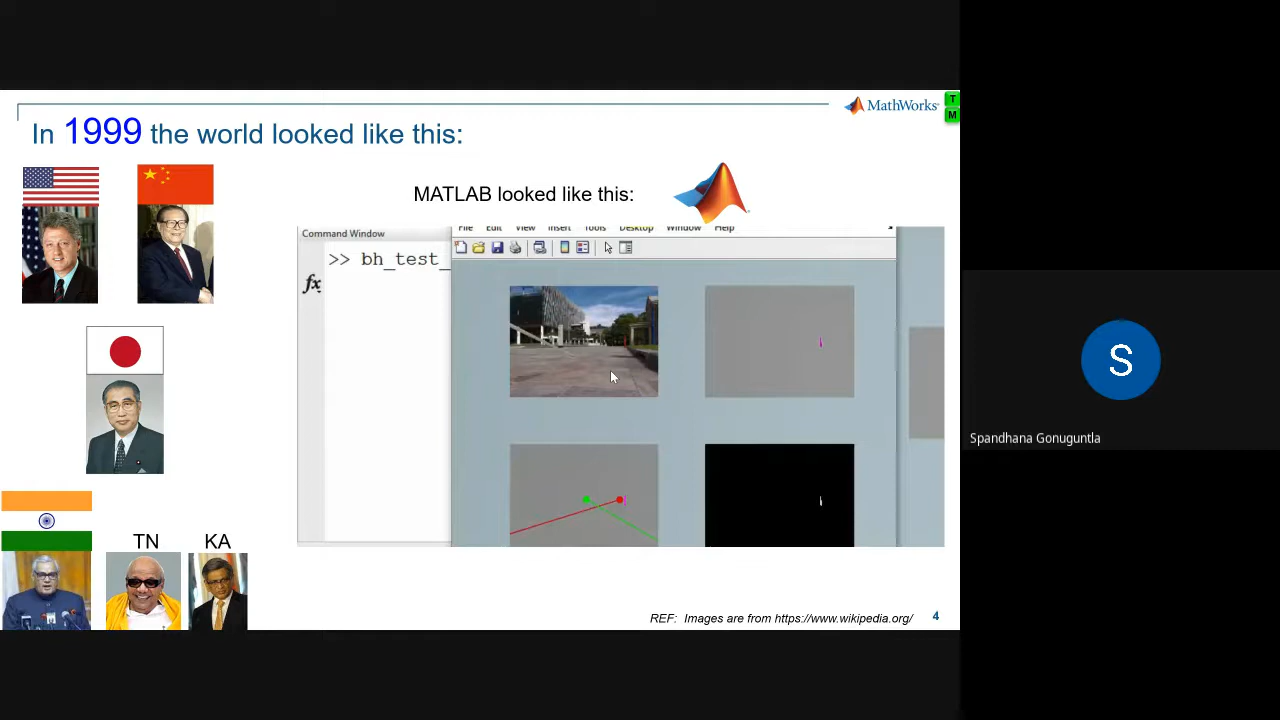 MathWorks®
T
M
In 1999 the world looked like this:
MATLAB looked like this:
File Edit View Insert Tools Desktop Window Help
Command Window
>> bh_test_
fx
S
Spandhana Gonuguntla
TN KA
REF: Images are from https://www.wikipedia.org/ 4